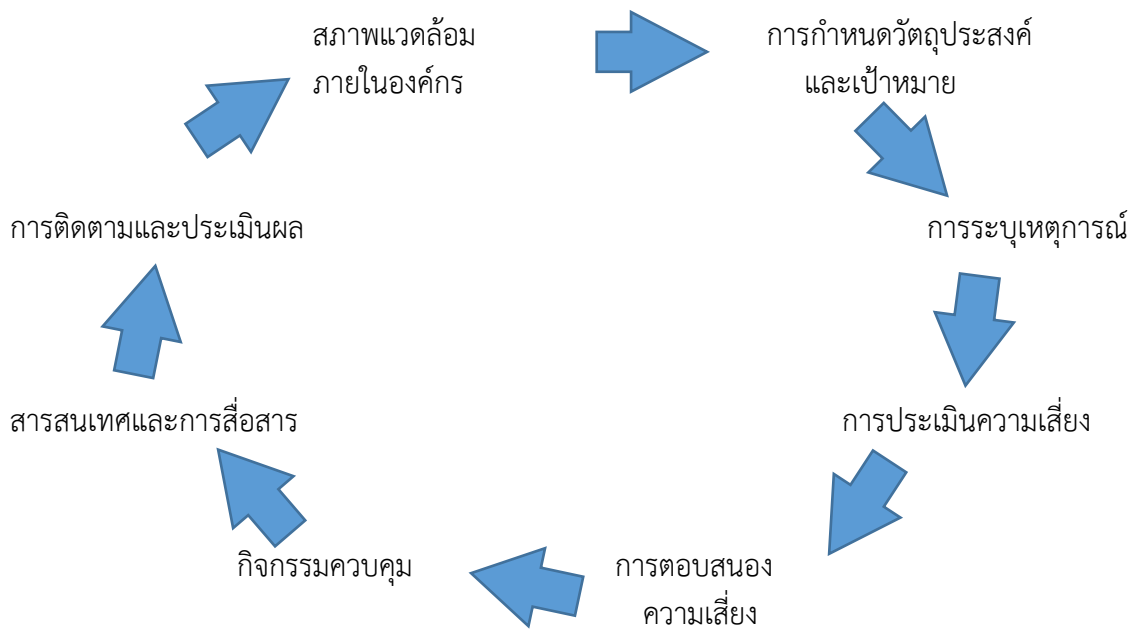 สภาพแวดล้อม
ภายในองค์กร
การกำหนดวัตถุประสงค์
และเป้าหมาย
การระบุเหตุการณ์
การประเมินความเสี่ยง
การตอบสนอง
ความเสี่ยง
กิจกรรมควบคุม
สารสนเทศและการสื่อสาร
การติดตามและประเมินผล